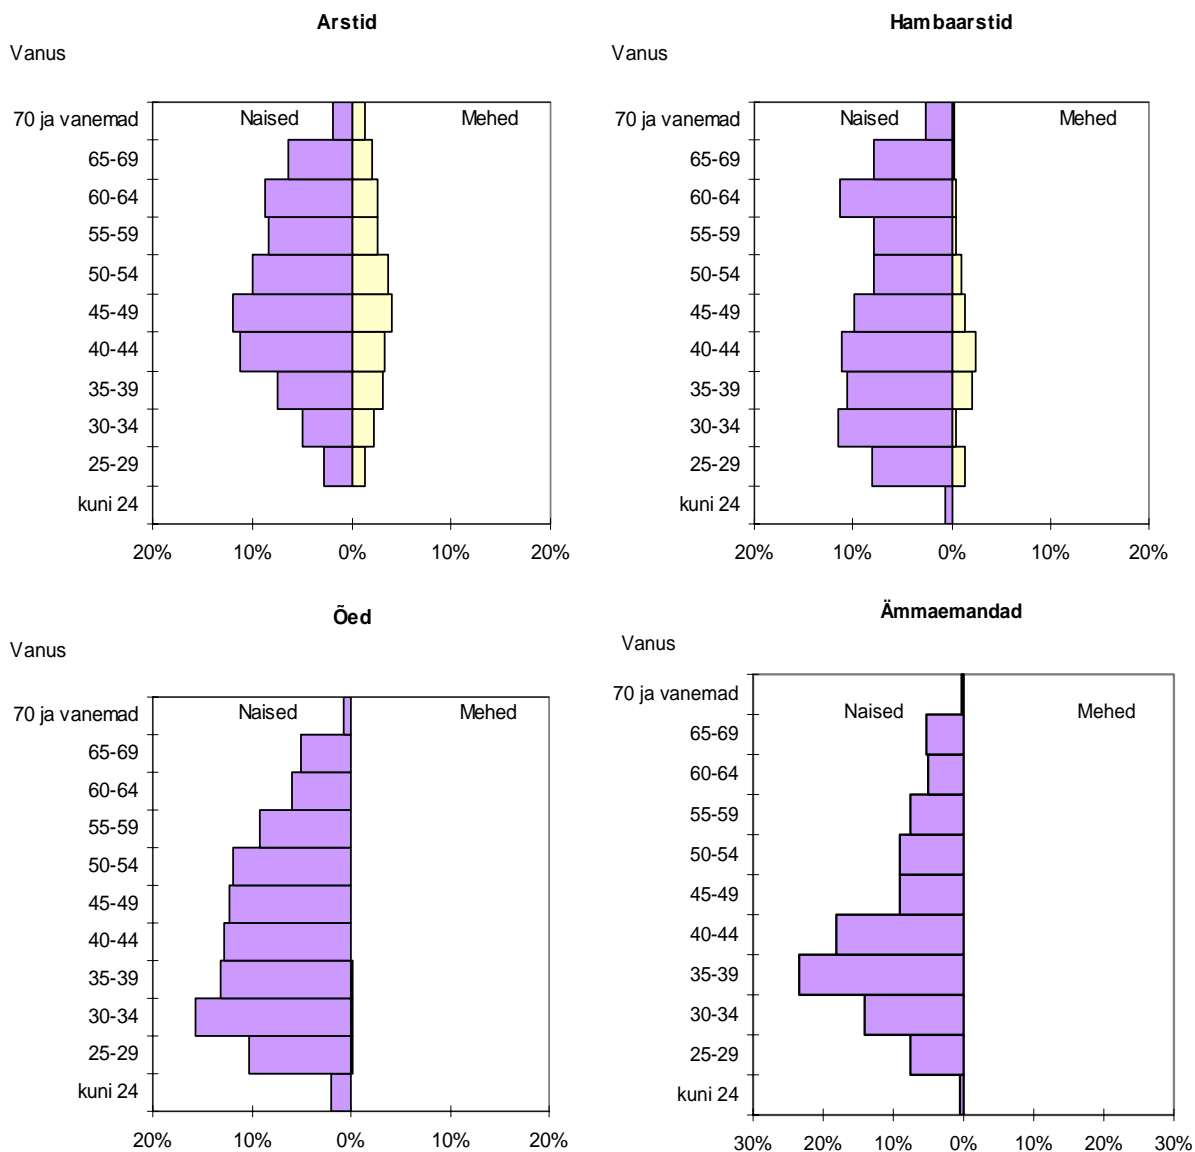 Arstid
Vanus
Naised
Mehed
70 ja vanemad
65-69
60-64
55-59
50-54
45-49
40-44
35-39
30-34
25-29
kuni 24
20% 10% 0% 10% 20%
Hambaarstid
Vanus
Naised
Mehed
70 ja vanemad
65-69
60-64
55-59
50-54
45-49
40-44
35-39
30-34
25-29
kuni 24
20% 10% 0% 10% 20%
Õed
Vanus
Naised
Mehed
70 ja vanemad
65-69
60-64
55-59
50-54
45-49
40-44
35-39
30-34
25-29
kuni 24
20% 10% 0% 10% 20%
Ämmaemandad
Vanus
70 ja vanemad
Naised
Mehed
65-69
60-64
55-59
50-54
45-49
40-44
35-39
30-34
25-29
kuni 24
30% 20% 10% 0% 10% 20% 30%